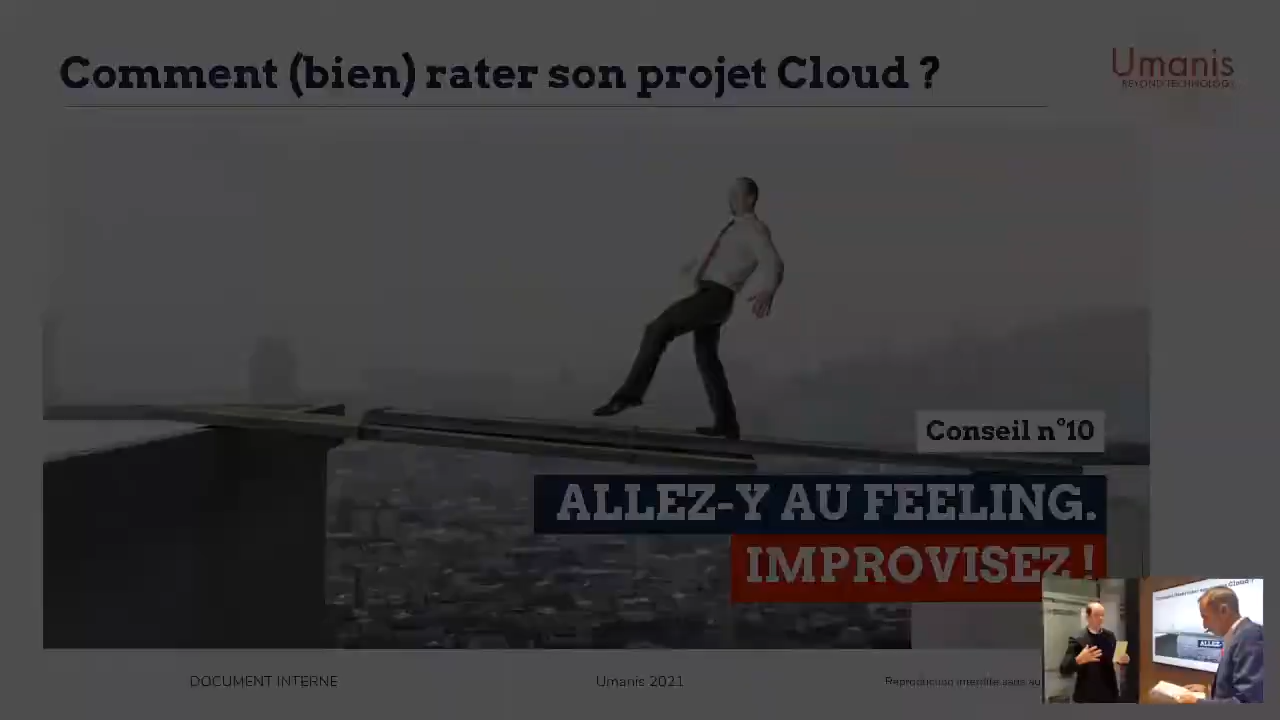 Comment (bien) rater son projet Cloud ?
Umanis
BEYOND TECHNOLOGY
Conseil n°10
ALLEZ-Y AU FEELING.
IMPROVISEZ !
DOCUMENT INTERNE
Umanis 2021
Reproduction interdite sans